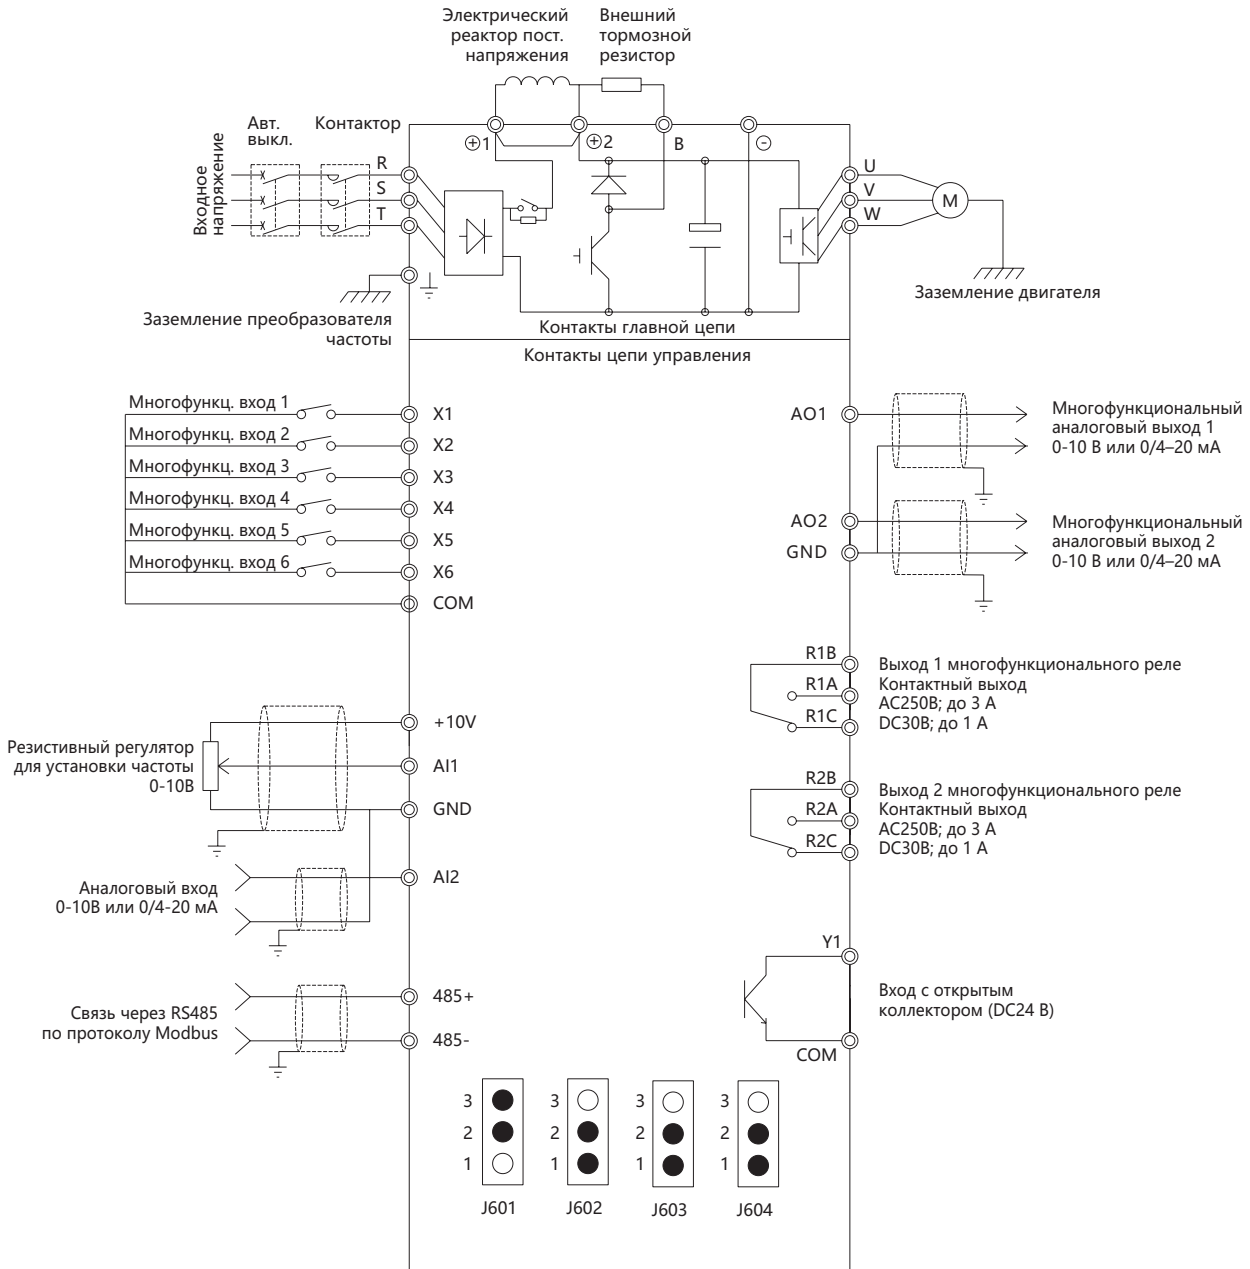 Электрический
реактор пост.
напряжения
Внешний
тормозной
резистор
Авт.
выкл.
Контактор
Входное
напряжение
R
S
T
+1
+2
B
-
U
V
W
M
Заземление преобразователя
частоты
Заземление двигателя
Контакты главной цепи
Контакты цепи управления
Многофункц. вход 1
X1
Многофункц. вход 2
X2
Многофункц. вход 3
X3
Многофункц. вход 4
X4
Многофункц. вход 5
X5
Многофункц. вход 6
X6
COM
AO1
Многофункциональный
аналоговый выход 1
0-10 В или 0/4–20 мА
AO2
GND
Многофункциональный
аналоговый выход 2
0-10 В или 0/4–20 мА
R1B
R1A
R1C
Выход 1 многофункционального реле
Контактный выход
AC250В; до 3 А
DC30В; до 1 А
Резистивный регулятор
для установки частоты
0-10В
+10V
AI1
GND
R2B
R2A
R2C
Выход 2 многофункционального реле
Контактный выход
AC250В; до 3 А
DC30В; до 1 А
Аналоговый вход
0-10В или 0/4-20 мА
AI2
Y1
COM
Вход с открытым
коллектором (DC24 В)
Связь через RS485
по протоколу Modbus
485+
485-
3
2
1
J601
3
2
1
J602
3
2
1
J603
3
2
1
J604